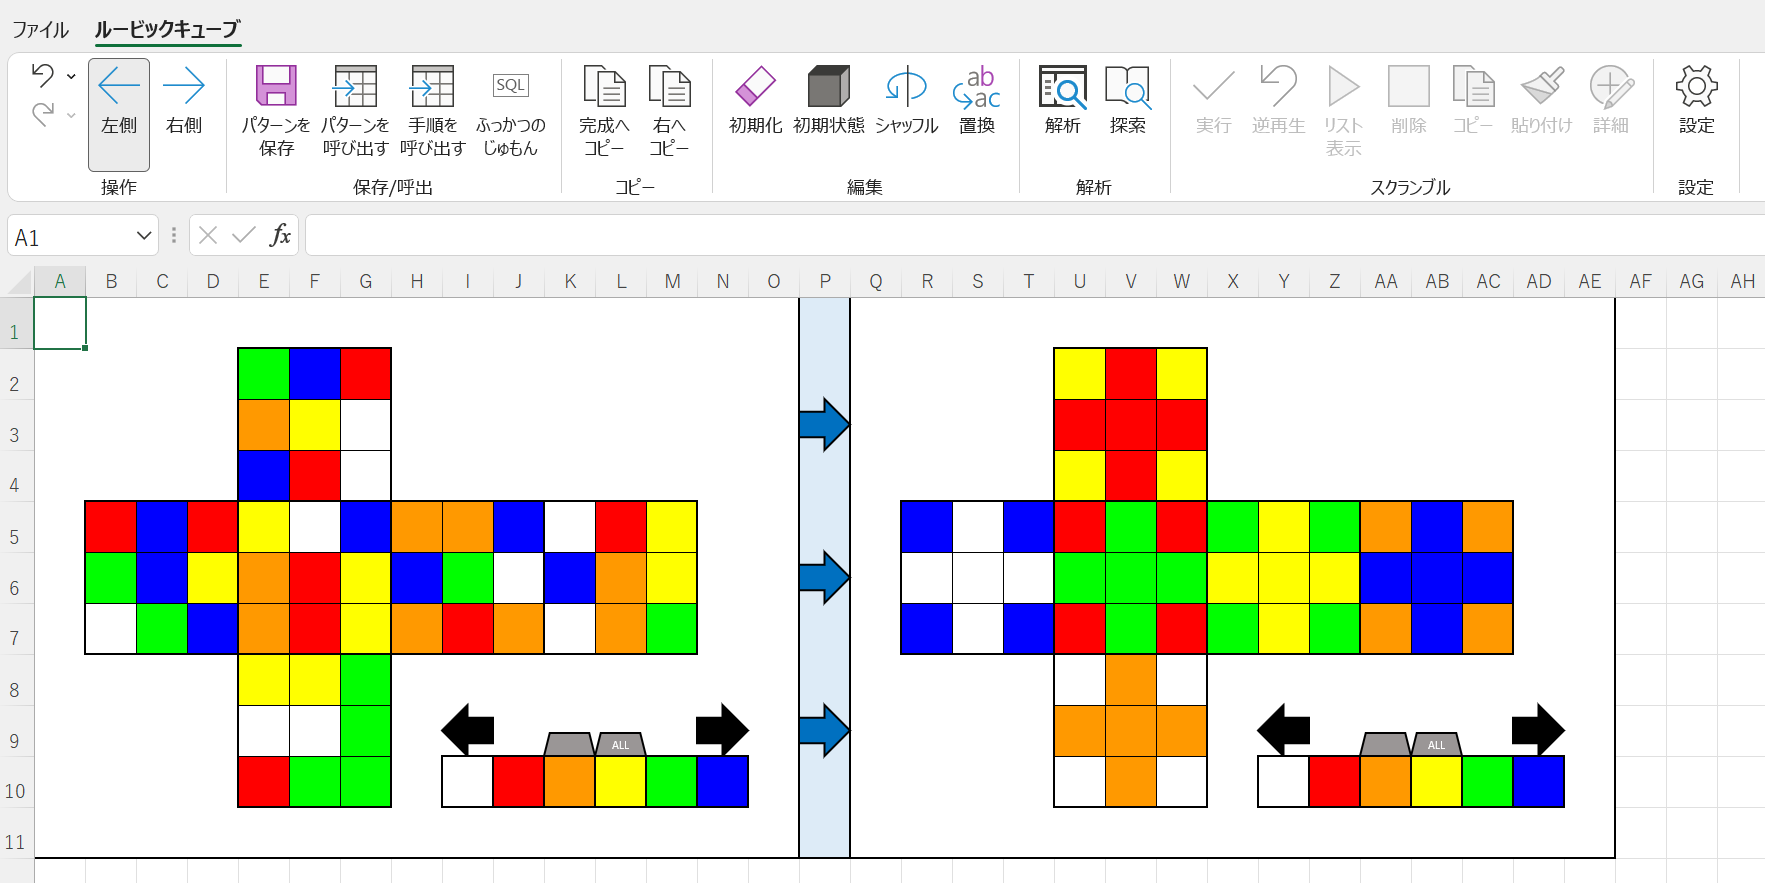 ファイル ルービックキューブ
左側 右側 パターンを保存 パターンを呼び出す 手順を呼び出す SQL ふっかつのじゅもん 完成へコピー 右へコピー 初期化 初期状態 シャッフル ab ac 置換 解析 探索 実行 逆再生 リスト表示 削除 コピー 貼り付け 詳細 設定
操作 保存/呼出 コピー 編集 解析 スクランブル 設定
A1 fx
A B C D E F G H I J K L M N O P Q R S T U V W X Y Z AA AB AC AD AE AF AG AH
1
2
3
4
5
6
7
8
9 ALL ALL
10
11